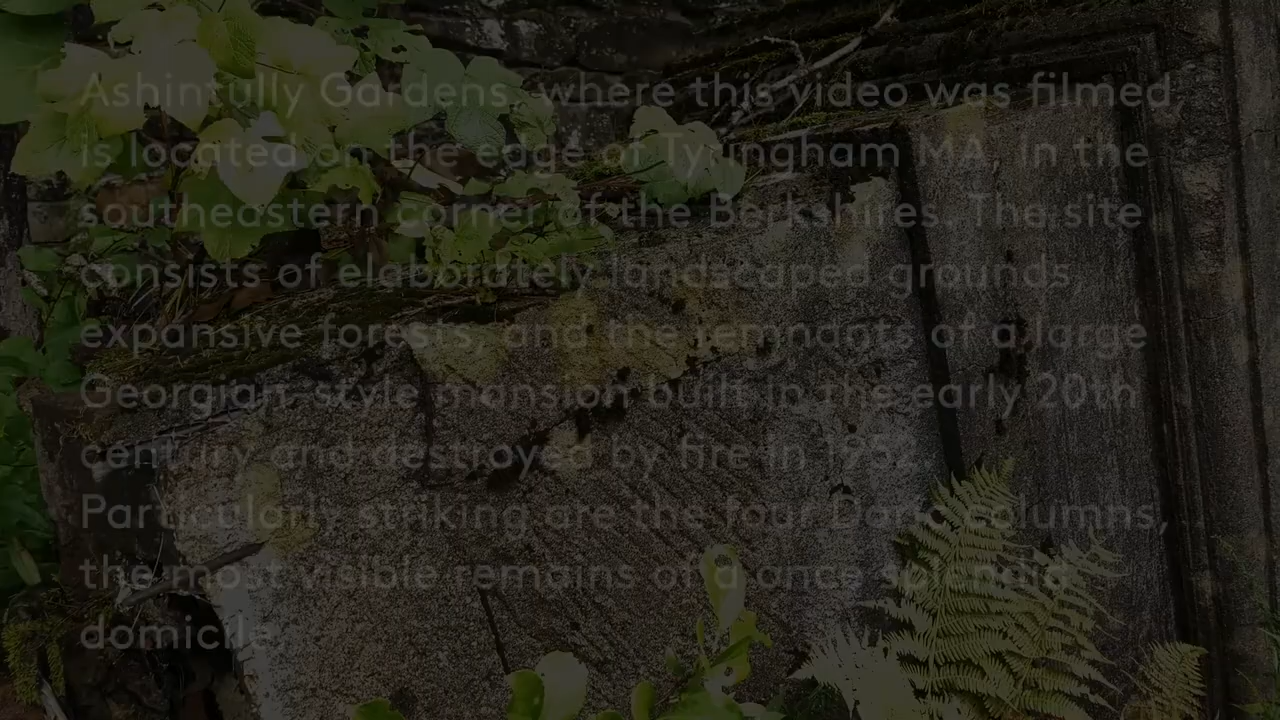 Ashintully Gardens, where this video was filmed,
is located on the edge of Tyringham MA, in the
southeastern corner of the Berkshires. The site
consists of elaborately landscaped grounds,
expansive forests, and the remnants of a large
Georgian-style mansion built in the early 20th
century and destroyed by fire in 1952.
Particularly striking are the four Doric columns,
the most visible remains of a once splendid
domicile.